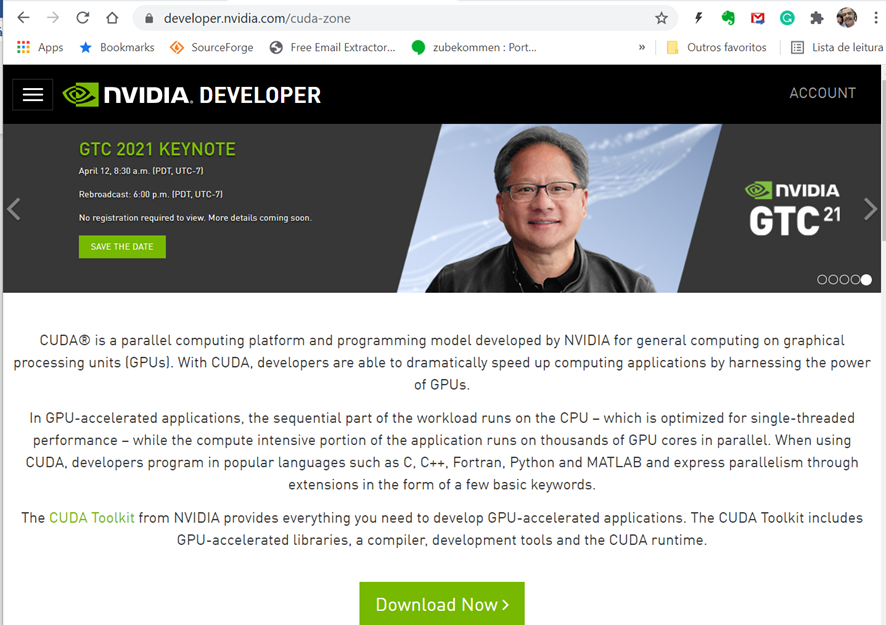 developer.nvidia.com/cuda-zone
Apps Bookmarks SourceForge Free Email Extractor... zubekommen : Port... » Outros favoritos Lista de leitura
NVIDIA. DEVELOPER
ACCOUNT
GTC 2021 KEYNOTE
April 12, 8:30 a.m. (PDT, UTC-7)
Rebroadcast: 6:00 p.m. (PDT, UTC-7)
No registration required to view. More details coming soon.
SAVE THE DATE
NVIDIA
GTC 21
CUDA® is a parallel computing platform and programming model developed by NVIDIA for general computing on graphical
processing units (GPUs). With CUDA, developers are able to dramatically speed up computing applications by harnessing the power
of GPUs.
In GPU-accelerated applications, the sequential part of the workload runs on the CPU – which is optimized for single-threaded
performance – while the compute intensive portion of the application runs on thousands of GPU cores in parallel. When using
CUDA, developers program in popular languages such as C, C++, Fortran, Python and MATLAB and express parallelism through
extensions in the form of a few basic keywords.
The CUDA Toolkit from NVIDIA provides everything you need to develop GPU-accelerated applications. The CUDA Toolkit includes
GPU-accelerated libraries, a compiler, development tools and the CUDA runtime.
Download Now >